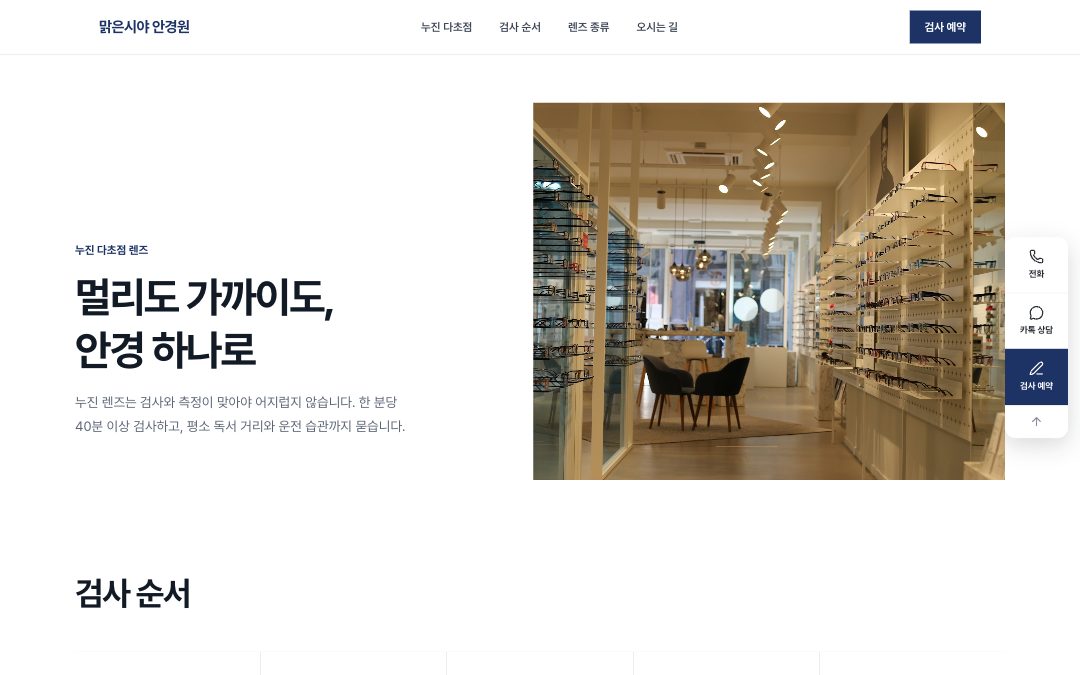 맑은시야 안경원
누진 다초점
검사 순서
렌즈 종류
오시는 길
검사 예약
누진 다초점 렌즈
멀리도 가까이도,
안경 하나로
누진 렌즈는 검사와 측정이 맞아야 어지럽지 않습니다. 한 분당
40분 이상 검사하고, 평소 독서 거리와 운전 습관까지 묻습니다.
전화
카톡 상담
검사 예약
검사 순서